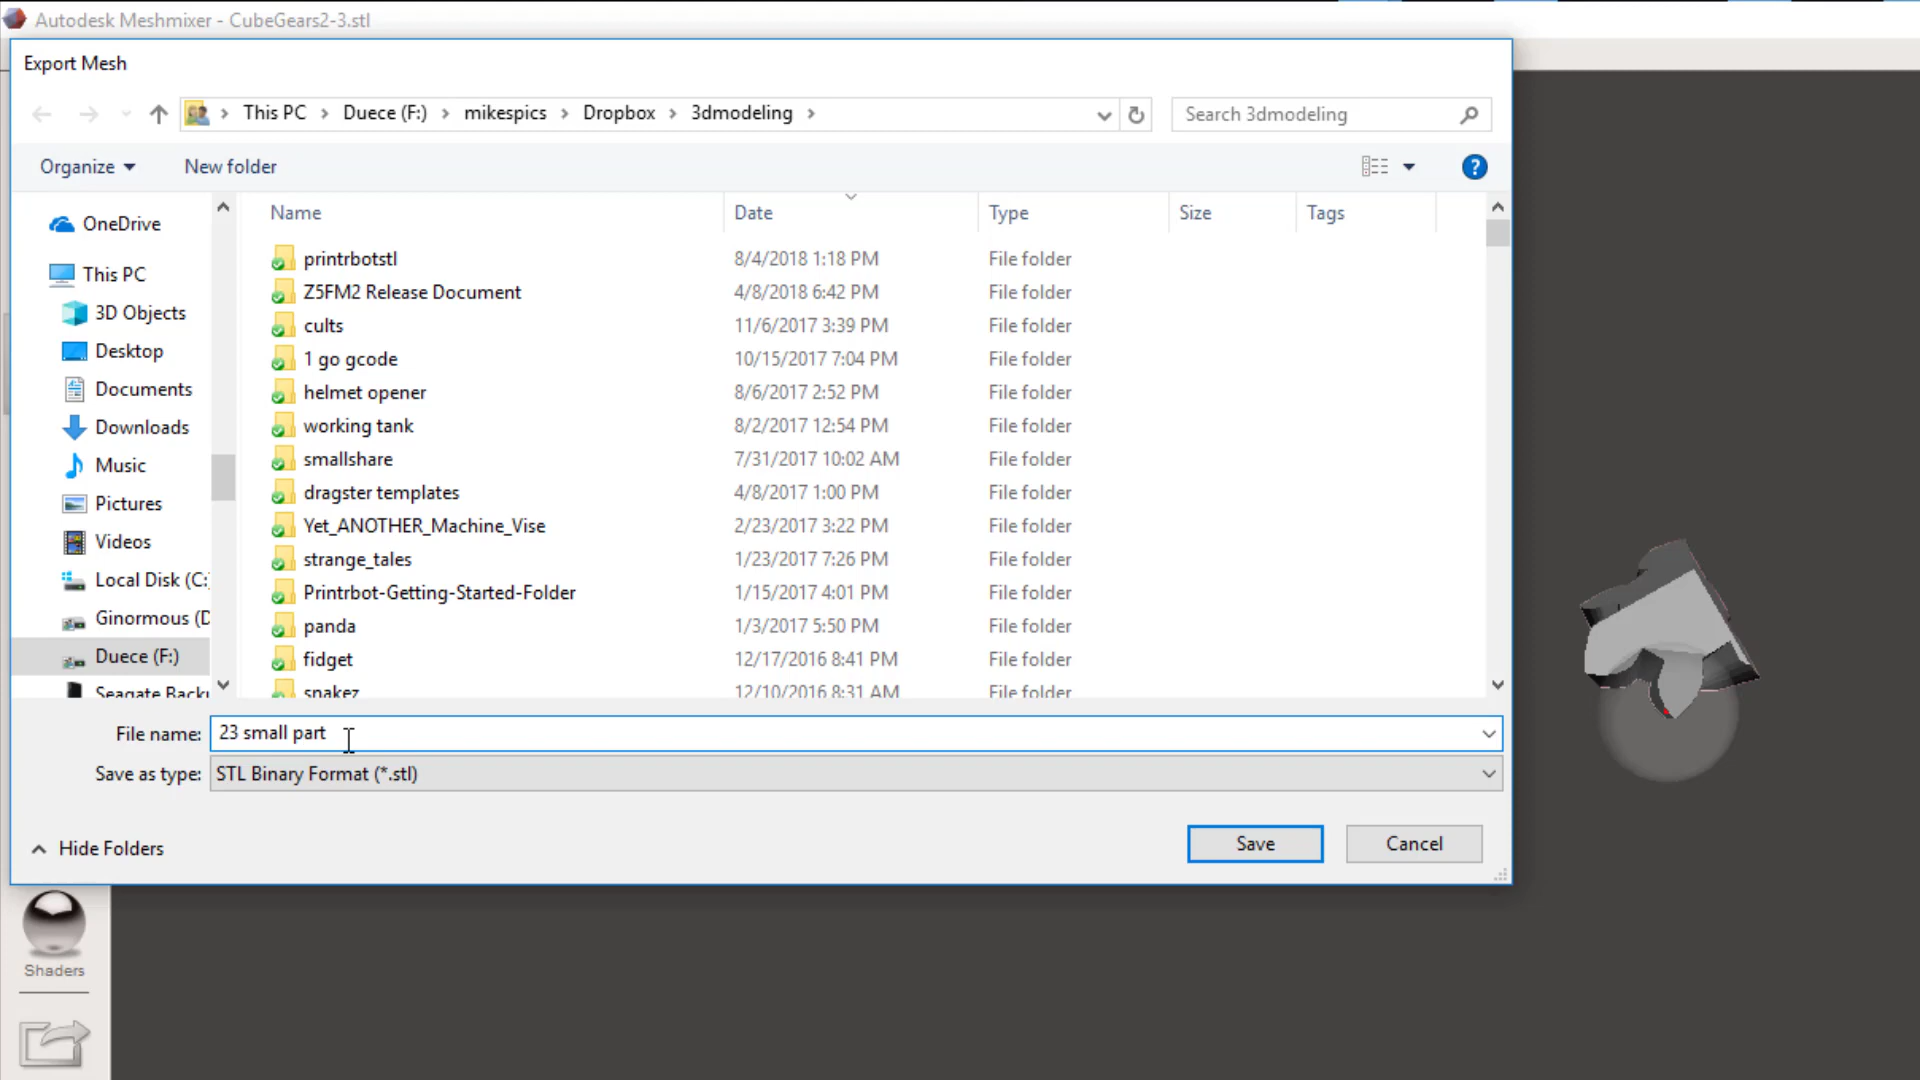 Autodesk Meshmixer - CubeGears2-3.stl
Export Mesh
This PC > Duece (F:) > mikespics > Dropbox > 3dmodeling >
Search 3dmodeling
Organize
New folder
?
Name Date Type Size Tags
OneDrive
This PC
3D Objects
Desktop
Documents
Downloads
Music
Pictures
Videos
Local Disk (C:
Ginormous (D
Duece (F:)
Seagate Backu
printrbotstl 8/4/2018 1:18 PM File folder
Z5FM2 Release Document 4/8/2018 6:42 PM File folder
cults 11/6/2017 3:39 PM File folder
1 go gcode 10/15/2017 7:04 PM File folder
helmet opener 8/6/2017 2:52 PM File folder
working tank 8/2/2017 12:54 PM File folder
smallshare 7/31/2017 10:02 AM File folder
dragster templates 4/8/2017 1:00 PM File folder
Yet_ANOTHER_Machine_Vise 2/23/2017 3:22 PM File folder
strange_tales 1/23/2017 7:26 PM File folder
Printrbot-Getting-Started-Folder 1/15/2017 4:01 PM File folder
panda 1/3/2017 5:50 PM File folder
fidget 12/17/2016 8:41 PM File folder
snakez 12/10/2016 8:31 AM File folder
File name: 23 small part
Save as type: STL Binary Format (*.stl)
Hide Folders
Save
Cancel
Shaders